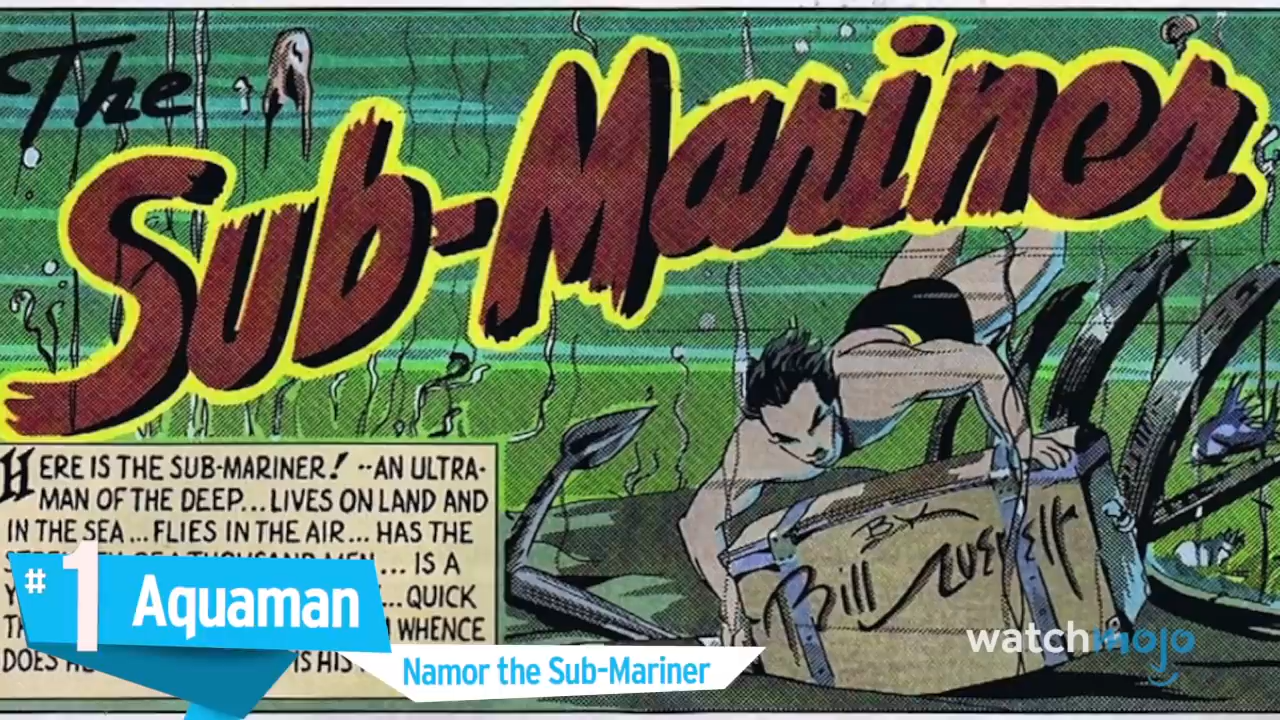 The
Sub-Mariner
HERE IS THE SUB-MARINER! --AN ULTRA-
MAN OF THE DEEP...LIVES ON LAND AND
IN THE SEA...FLIES IN THE AIR...HAS THE
... IS A
...QUICK
WHENCE
DOES
IS HIS
By
Bill Everett
#1 Aquaman
Namor the Sub-Mariner
watchmojo